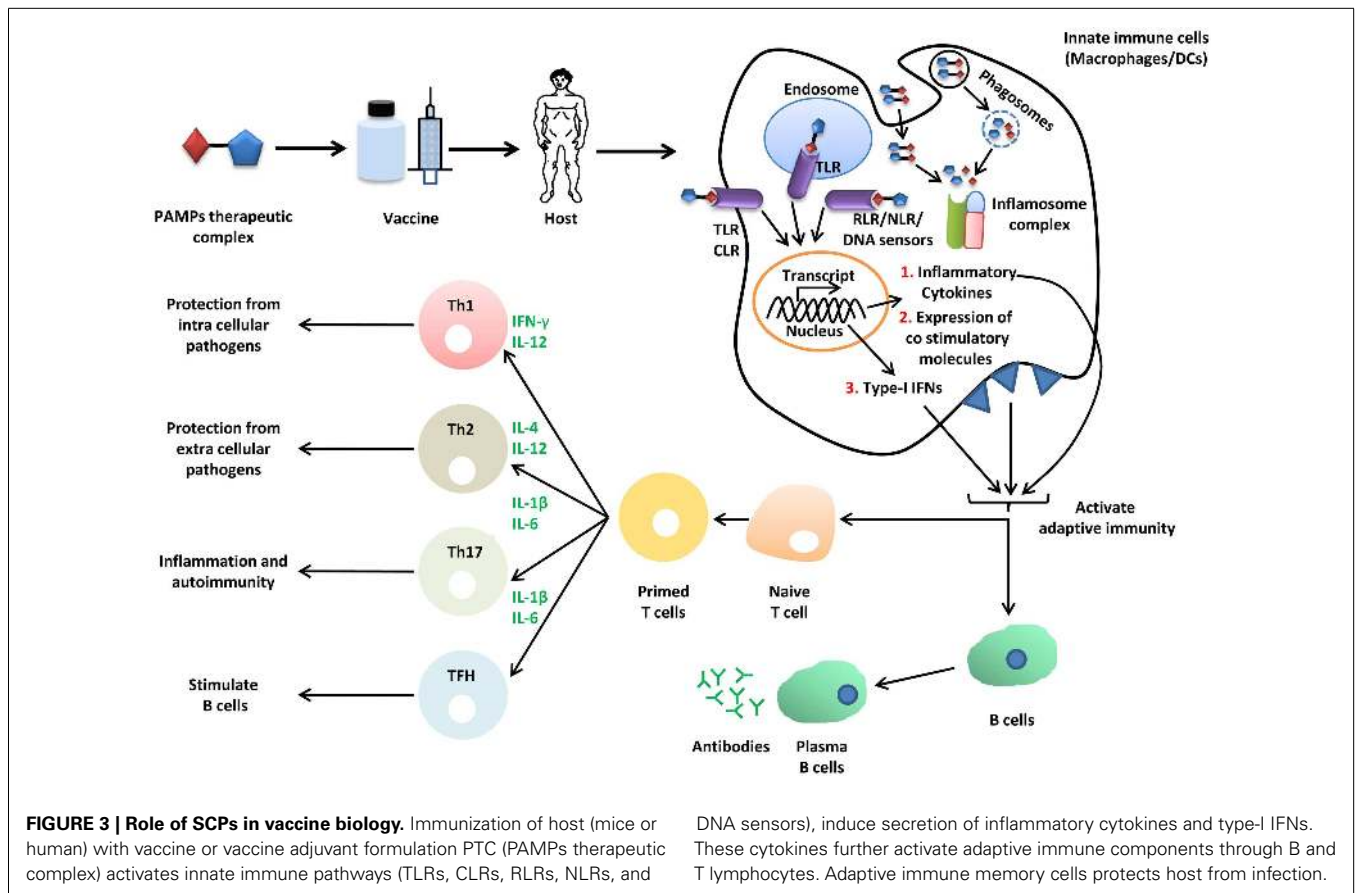 Innate immune cells
(Macrophages/DCs)
Endosome
Phagosomes
TLR
PAMPs therapeutic
complex
Vaccine
Host
TLR
CLR
RLR/NLR/
DNA sensors
Inflamosome
complex
Transcript
Nucleus
1. Inflammatory
Cytokines
2. Expression of
co stimulatory
molecules
3. Type-I IFNs
Protection from
intra cellular
pathogens
Th1
IFN-γ
IL-12
Protection from
extra cellular
pathogens
Th2
IL-4
IL-12
IL-1β
IL-6
Inflammation and
autoimmunity
Th17
IL-1β
IL-6
Stimulate
B cells
TFH
Primed
T cells
Naive
T cell
Activate
adaptive immunity
Antibodies
Plasma
B cells
B cells
FIGURE 3 | Role of SCPs in vaccine biology. Immunization of host (mice or
human) with vaccine or vaccine adjuvant formulation PTC (PAMPs therapeutic
complex) activates innate immune pathways (TLRs, CLRs, RLRs, NLRs, and
DNA sensors), induce secretion of inflammatory cytokines and type-I IFNs.
These cytokines further activate adaptive immune components through B and
T lymphocytes. Adaptive immune memory cells protects host from infection.